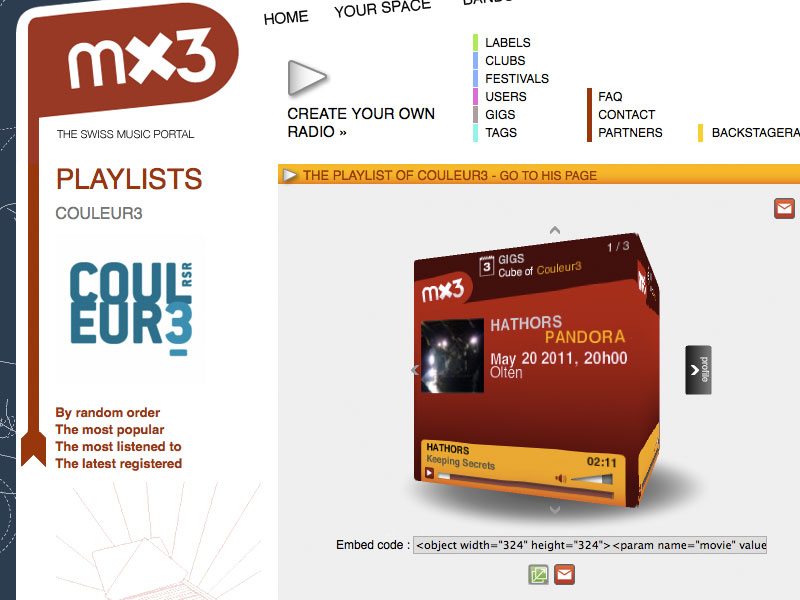 HOME
YOUR SPACE
mx3
LABELS
CLUBS
FESTIVALS
USERS
GIGS
TAGS
FAQ
CONTACT
PARTNERS
CREATE YOUR OWN
RADIO »
THE SWISS MUSIC PORTAL
PLAYLISTS
COULEUR3
COUL
EUR3
RSR
By random order
The most popular
The most listened to
The latest registered
THE PLAYLIST OF COULEUR3 - GO TO HIS PAGE
3
GIGS
1 / 3
Cube of Couleur3
mx3
HATHORS
PANDORA
May 20 2011, 20h00
Olten
profile
HATHORS
Keeping Secrets
02:11
Embed code : <object width="324" height="324"><param name="movie" value